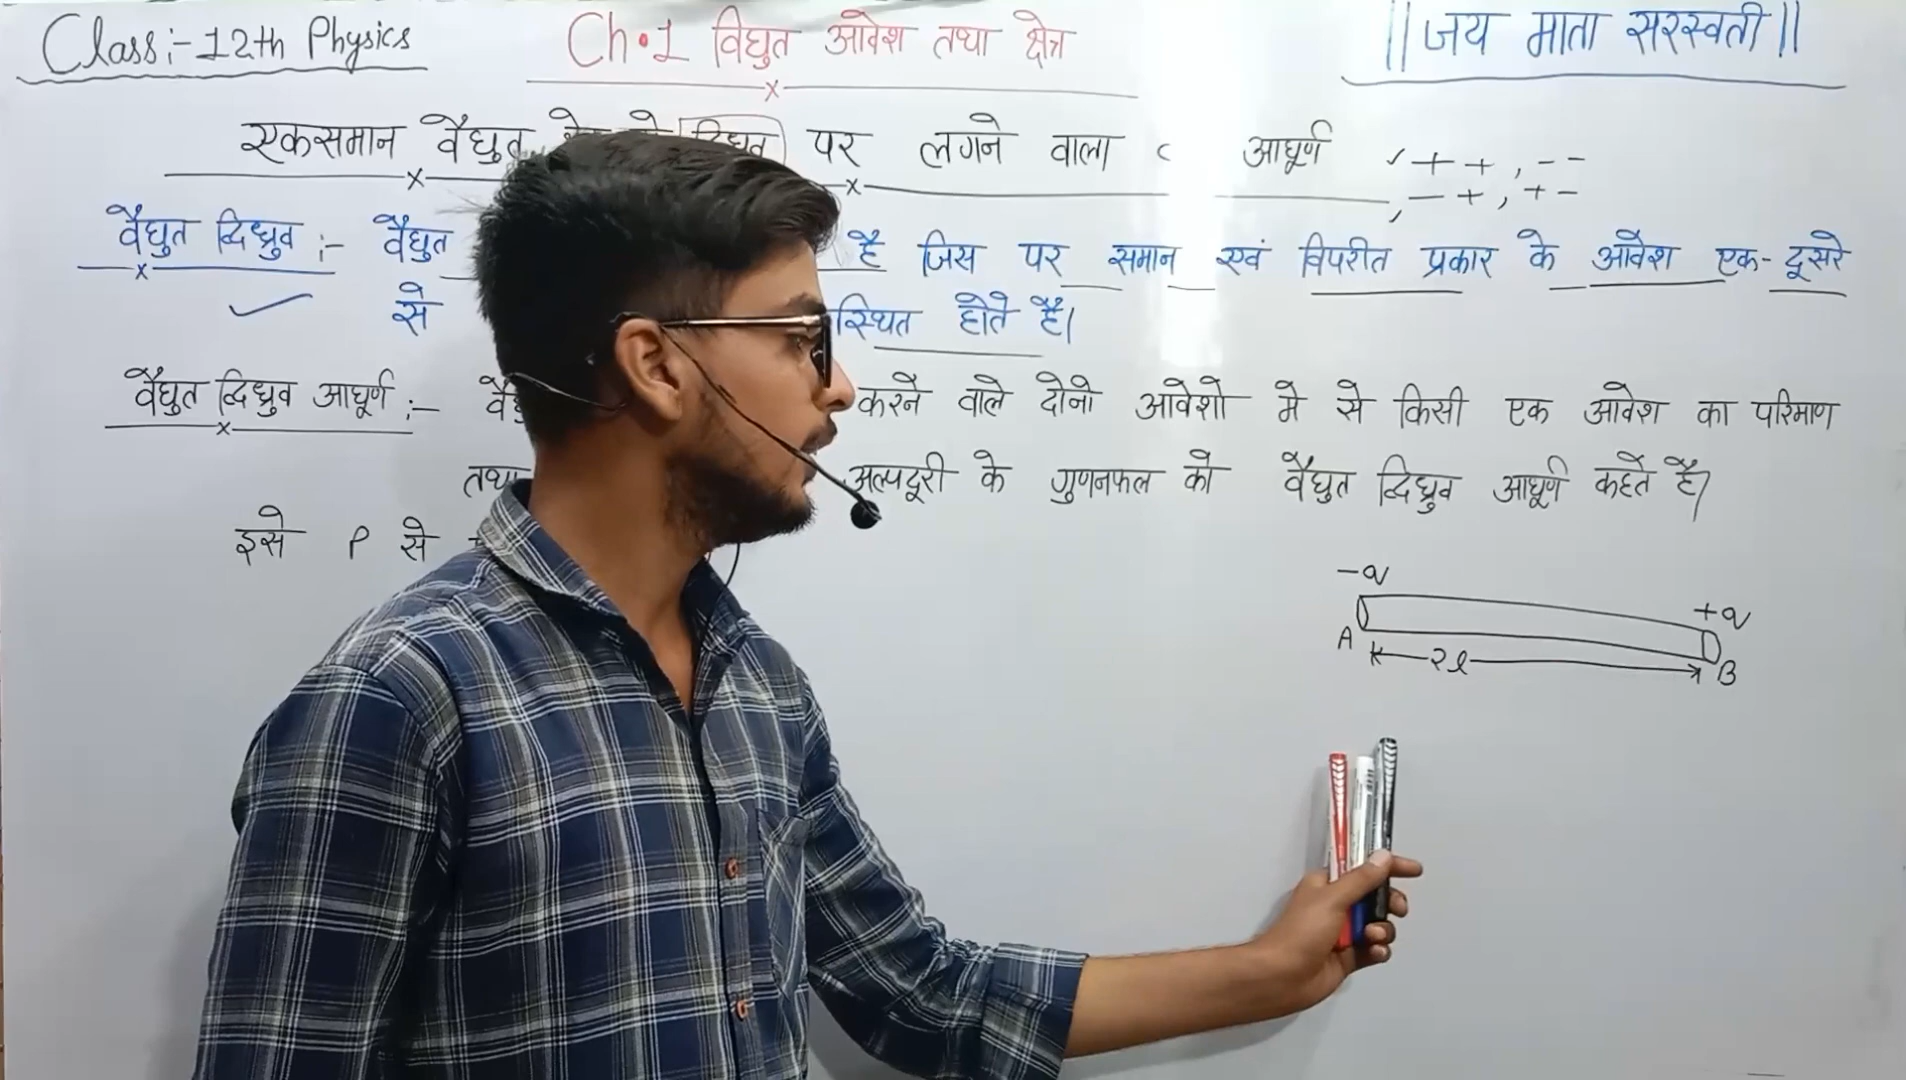 Class:-12th Physics
Ch.1 विघुत आवेश तथा क्षेत्र
||जय माता सरस्वती||
एकसमान वैघुत पर लगने वाला आघूर्ण ✓++, --
, -+, +-
वैघुत द्विध्रुव :- वैघुत है जिस पर समान एवं विपरीत प्रकार के आवेश एक-दूसरे
से स्थित होते है|
वैघुत द्विध्रुव आघूर्ण :- करने वाले दोनो आवेशो मे से किसी एक आवेश का परिमाण
तथा अल्पदूरी के गुणनफल को वैघुत द्विध्रुव आघूर्ण कहते है|
इसे P से
-q
+q
A
2l
B